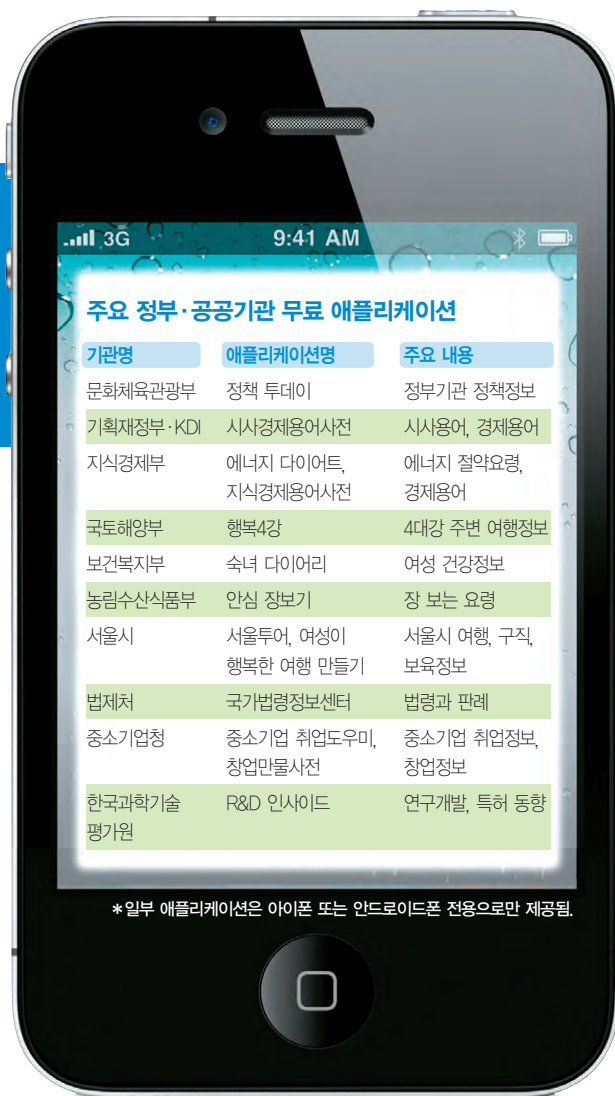 3G 9:41 AM
주요 정부·공공기관 무료 애플리케이션
기관명 애플리케이션명 주요 내용
문화체육관광부 정책 투데이 정부기관 정책정보
기획재정부·KDI 시사경제용어사전 시사용어, 경제용어
지식경제부 에너지 다이어트, 에너지 절약요령,
지식경제용어사전 경제용어
국토해양부 행복4강 4대강 주변 여행정보
보건복지부 숙녀 다이어리 여성 건강정보
농림수산식품부 안심 장보기 장 보는 요령
서울시 서울투어, 여성이 서울시 여행, 구직,
행복한 여행 만들기 보육정보
법제처 국가법령정보센터 법령과 판례
중소기업청 중소기업 취업도우미, 중소기업 취업정보,
창업만물사전 창업정보
한국과학기술 R&D 인사이드 연구개발, 특허 동향
평가원
*일부 애플리케이션은 아이폰 또는 안드로이드폰 전용으로만 제공됨.